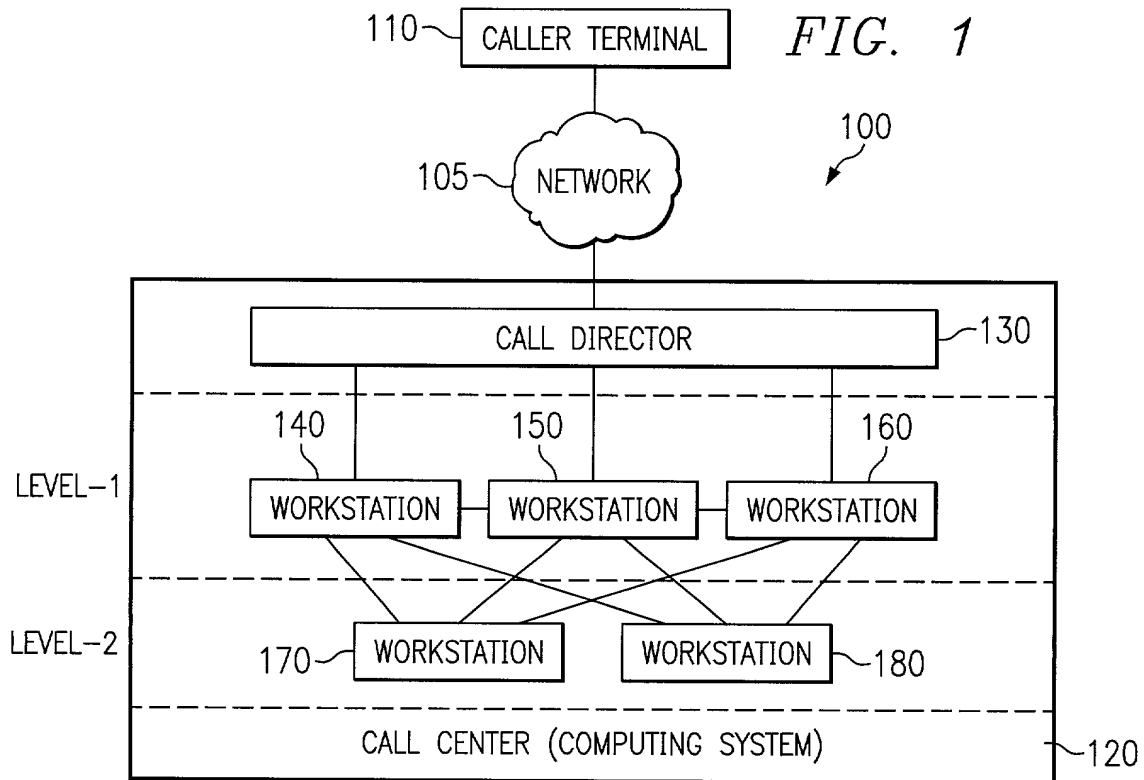 FIG. 1
110
CALLER TERMINAL
100
105
NETWORK
CALL DIRECTOR
130
140
150
160
LEVEL-1
WORKSTATION
WORKSTATION
WORKSTATION
LEVEL-2
170
WORKSTATION
WORKSTATION
180
CALL CENTER (COMPUTING SYSTEM)
120